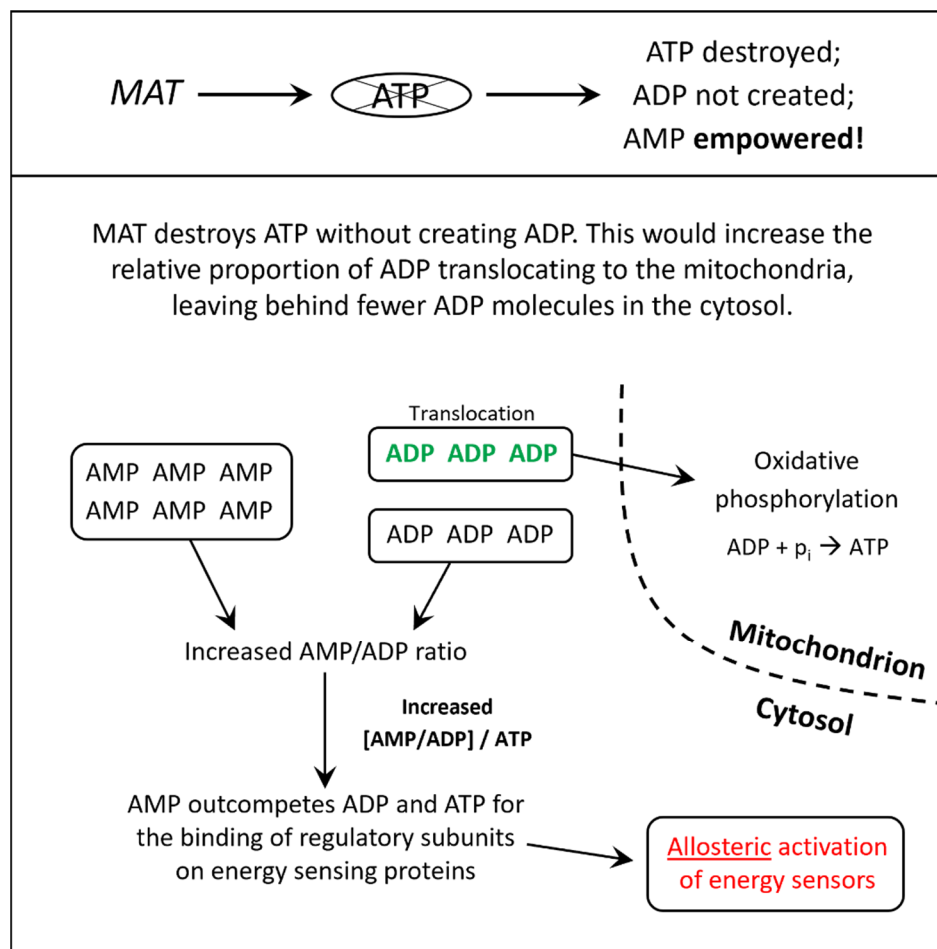 MAT
ATP
ATP destroyed;
ADP not created;
AMP empowered!
MAT destroys ATP without creating ADP. This would increase the
relative proportion of ADP translocating to the mitochondria,
leaving behind fewer ADP molecules in the cytosol.
Translocation
AMP AMP AMP
AMP AMP AMP
ADP ADP ADP
ADP ADP ADP
Oxidative
phosphorylation
ADP + pi → ATP
Mitochondrion
Cytosol
Increased AMP/ADP ratio
Increased
[AMP/ADP] / ATP
AMP outcompetes ADP and ATP for
the binding of regulatory subunits
on energy sensing proteins
Allosteric activation
of energy sensors